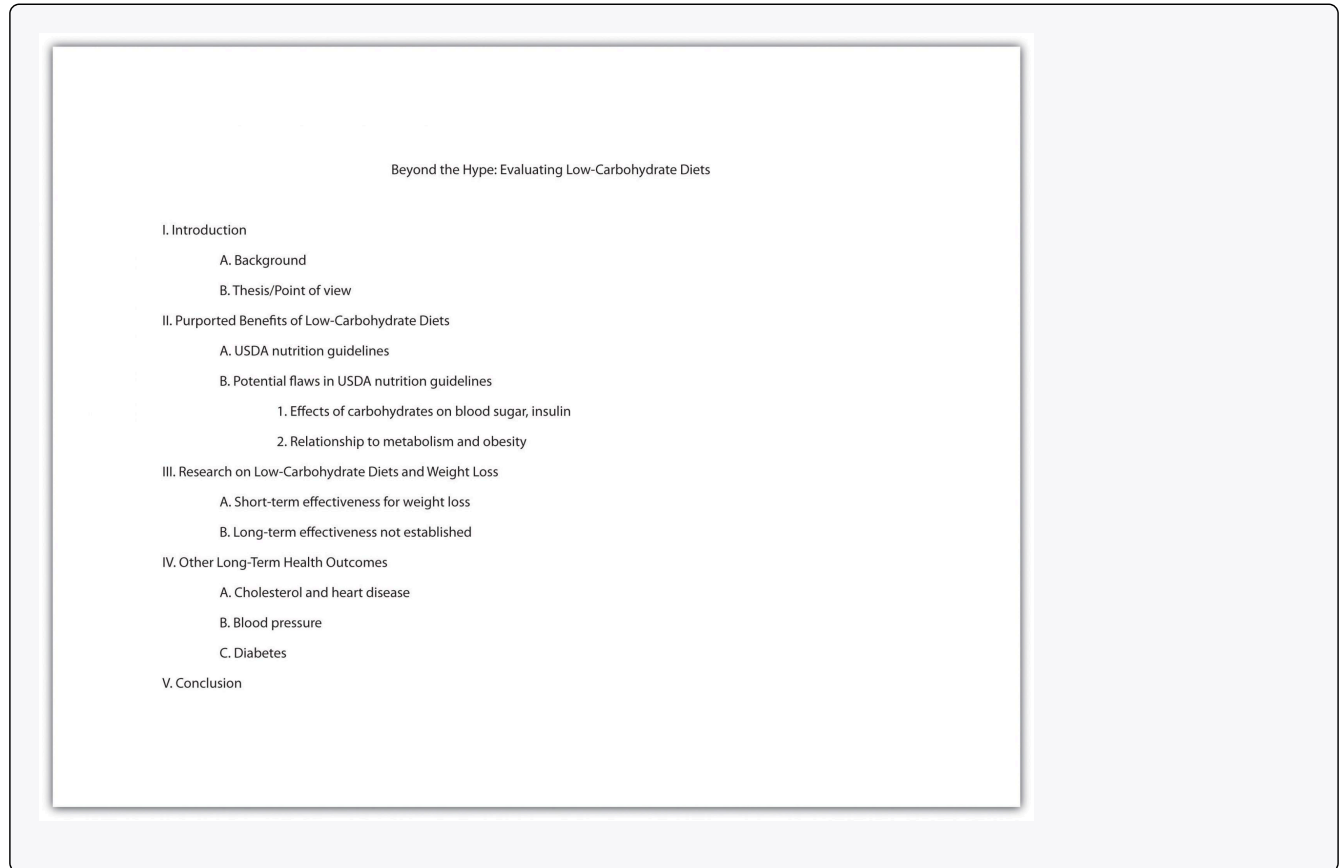 Beyond the Hype: Evaluating Low-Carbohydrate Diets
I. Introduction
A. Background
B. Thesis/Point of view
II. Purported Benefits of Low-Carbohydrate Diets
A. USDA nutrition guidelines
B. Potential flaws in USDA nutrition guidelines
1. Effects of carbohydrates on blood sugar, insulin
2. Relationship to metabolism and obesity
III. Research on Low-Carbohydrate Diets and Weight Loss
A. Short-term effectiveness for weight loss
B. Long-term effectiveness not established
IV. Other Long-Term Health Outcomes
A. Cholesterol and heart disease
B. Blood pressure
C. Diabetes
V. Conclusion